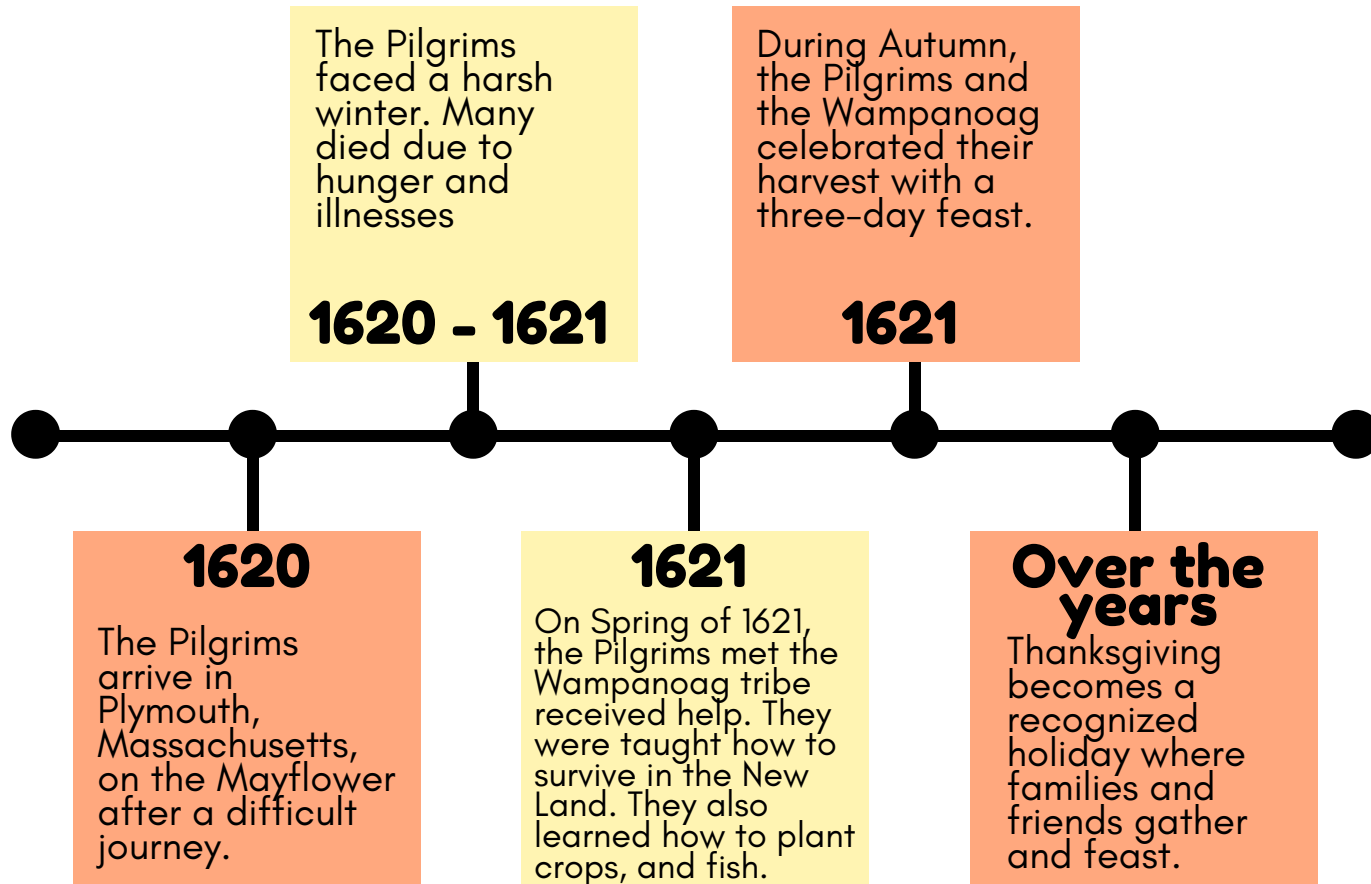 The Pilgrims
faced a harsh
winter. Many
died due to
hunger and
illnesses
1620 - 1621
During Autumn,
the Pilgrims and
the Wampanoag
celebrated their
harvest with a
three-day feast.
1621
1620
The Pilgrims
arrive in
Plymouth,
Massachusetts,
on the Mayflower
after a difficult
journey.
1621
On Spring of 1621,
the Pilgrims met the
Wampanoag tribe
received help. They
were taught how to
survive in the New
Land. They also
learned how to plant
crops, and fish.
Over the
years
Thanksgiving
becomes a
recognized
holiday where
families and
friends gather
and feast.